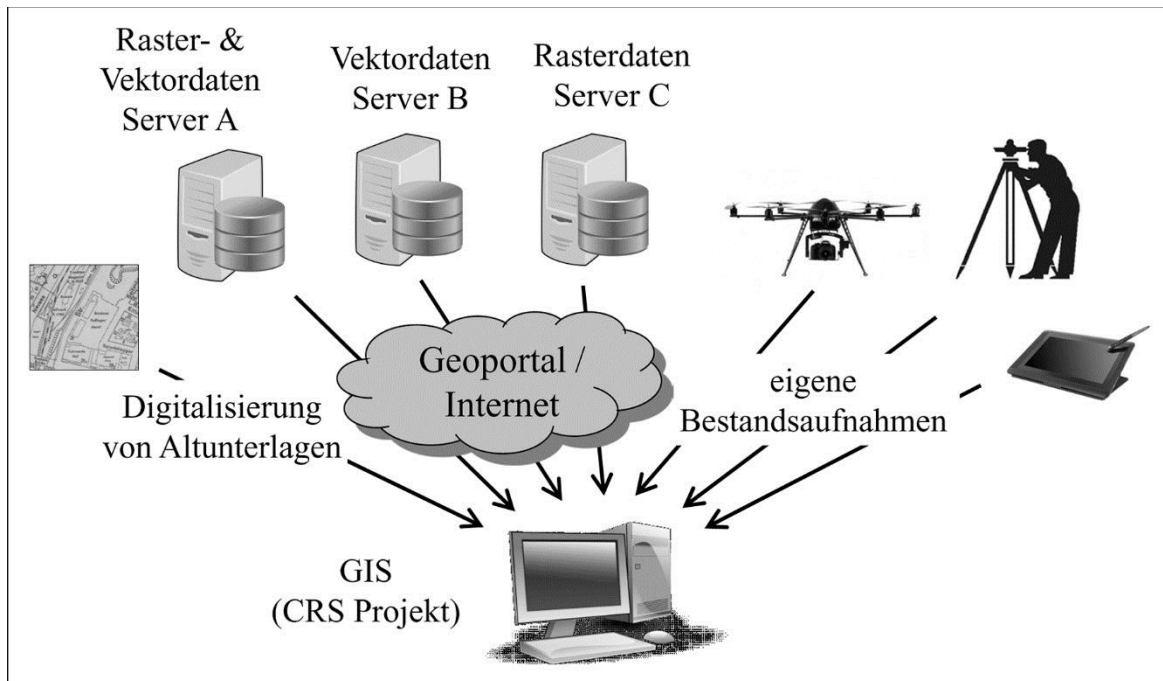 Raster- &
Vektordaten
Server A
Vektordaten
Server B
Rasterdaten
Server C
Geoportal /
Internet
Digitalisierung
von Altunterlagen
eigene
Bestandsaufnahmen
GIS
(CRS Projekt)